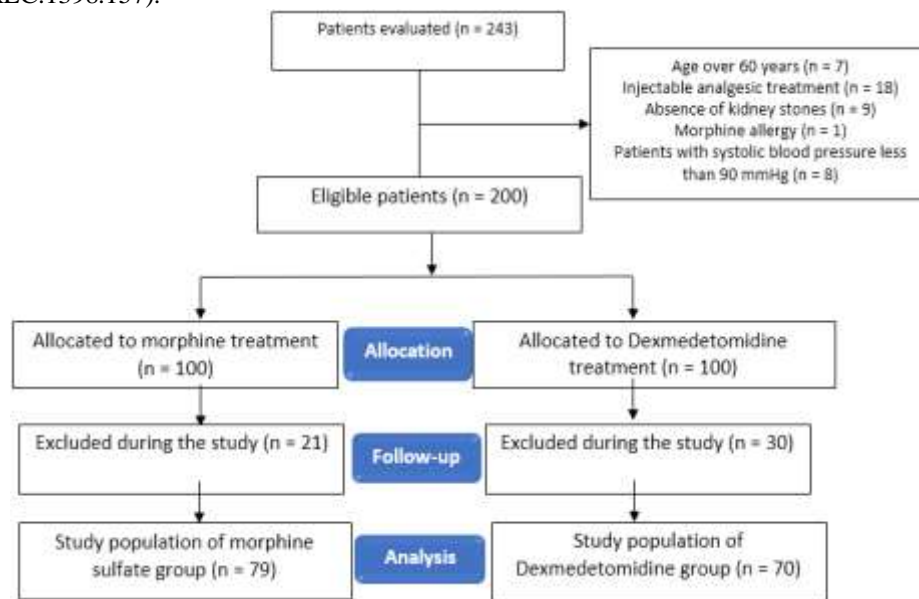 Patients evaluated (n = 243)
Age over 60 years (n = 7)
Injectable analgesic treatment (n = 18)
Absence of kidney stones (n = 9)
Morphine allergy (n = 1)
Patients with systolic blood pressure less
than 90 mmHg (n = 8)
Eligible patients (n = 200)
Allocated to morphine treatment
(n = 100)
Allocation
Allocated to Dexmedetomidine
treatment (n = 100)
Excluded during the study (n = 21)
Follow-up
Excluded during the study (n = 30)
Study population of morphine
sulfate group (n = 79)
Analysis
Study population of
Dexmedetomidine group (n = 70)